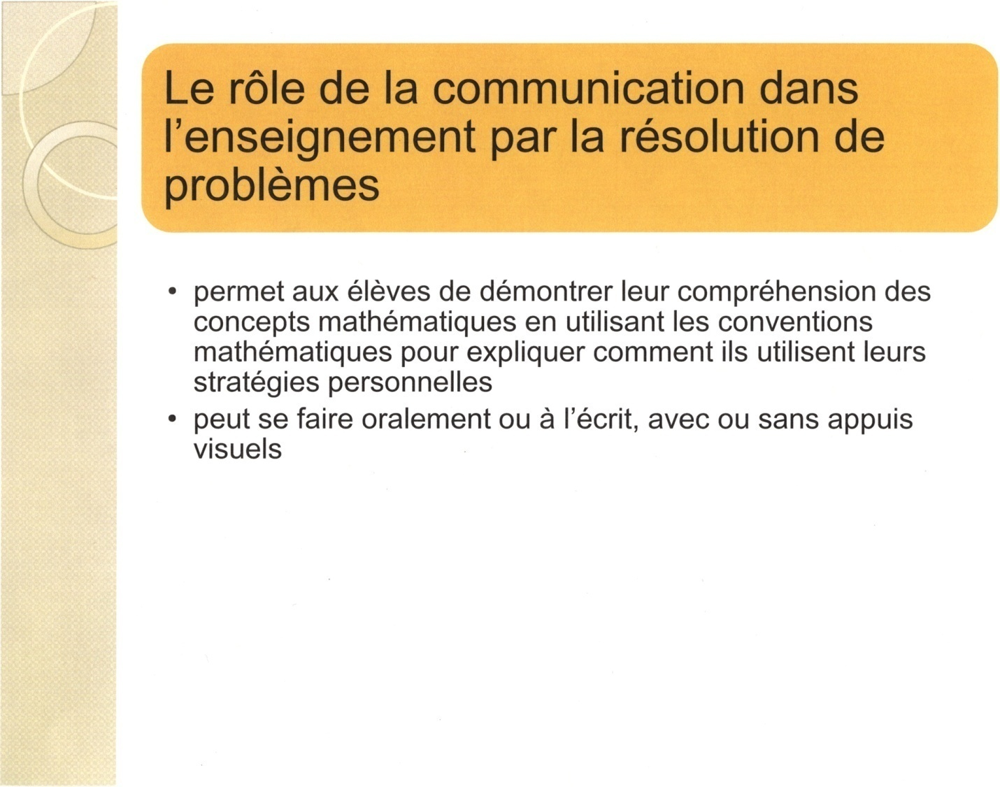 Le rôle de la communication dans
l’enseignement par la résolution de
problèmes
• permet aux élèves de démontrer leur compréhension des
concepts mathématiques en utilisant les conventions
mathématiques pour expliquer comment ils utilisent leurs
stratégies personnelles
• peut se faire oralement ou à l’écrit, avec ou sans appuis
visuels